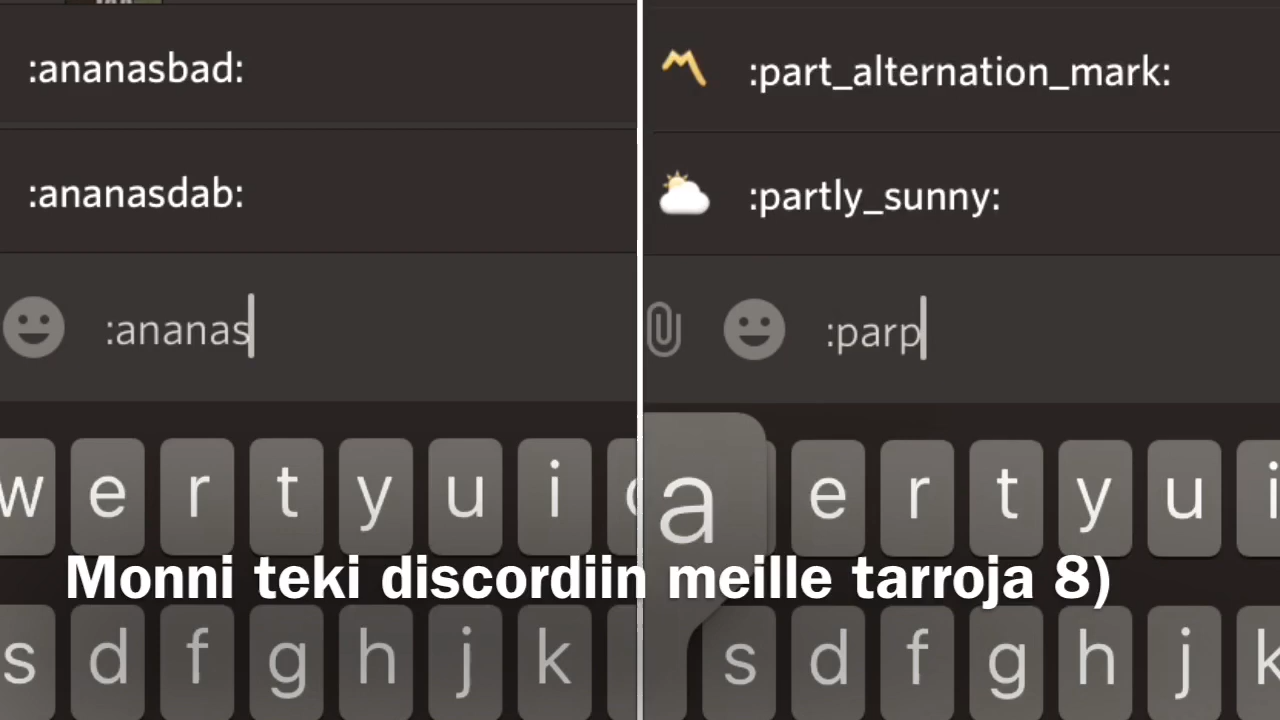 :ananasbad:
:ananasdab:
:ananas
w e r t y u i
s d f g h j k
:part_alternation_mark:
:partly_sunny:
:parp
a e r t y u i
s d f g h j k
Monni teki discordiin meille tarroja 8)